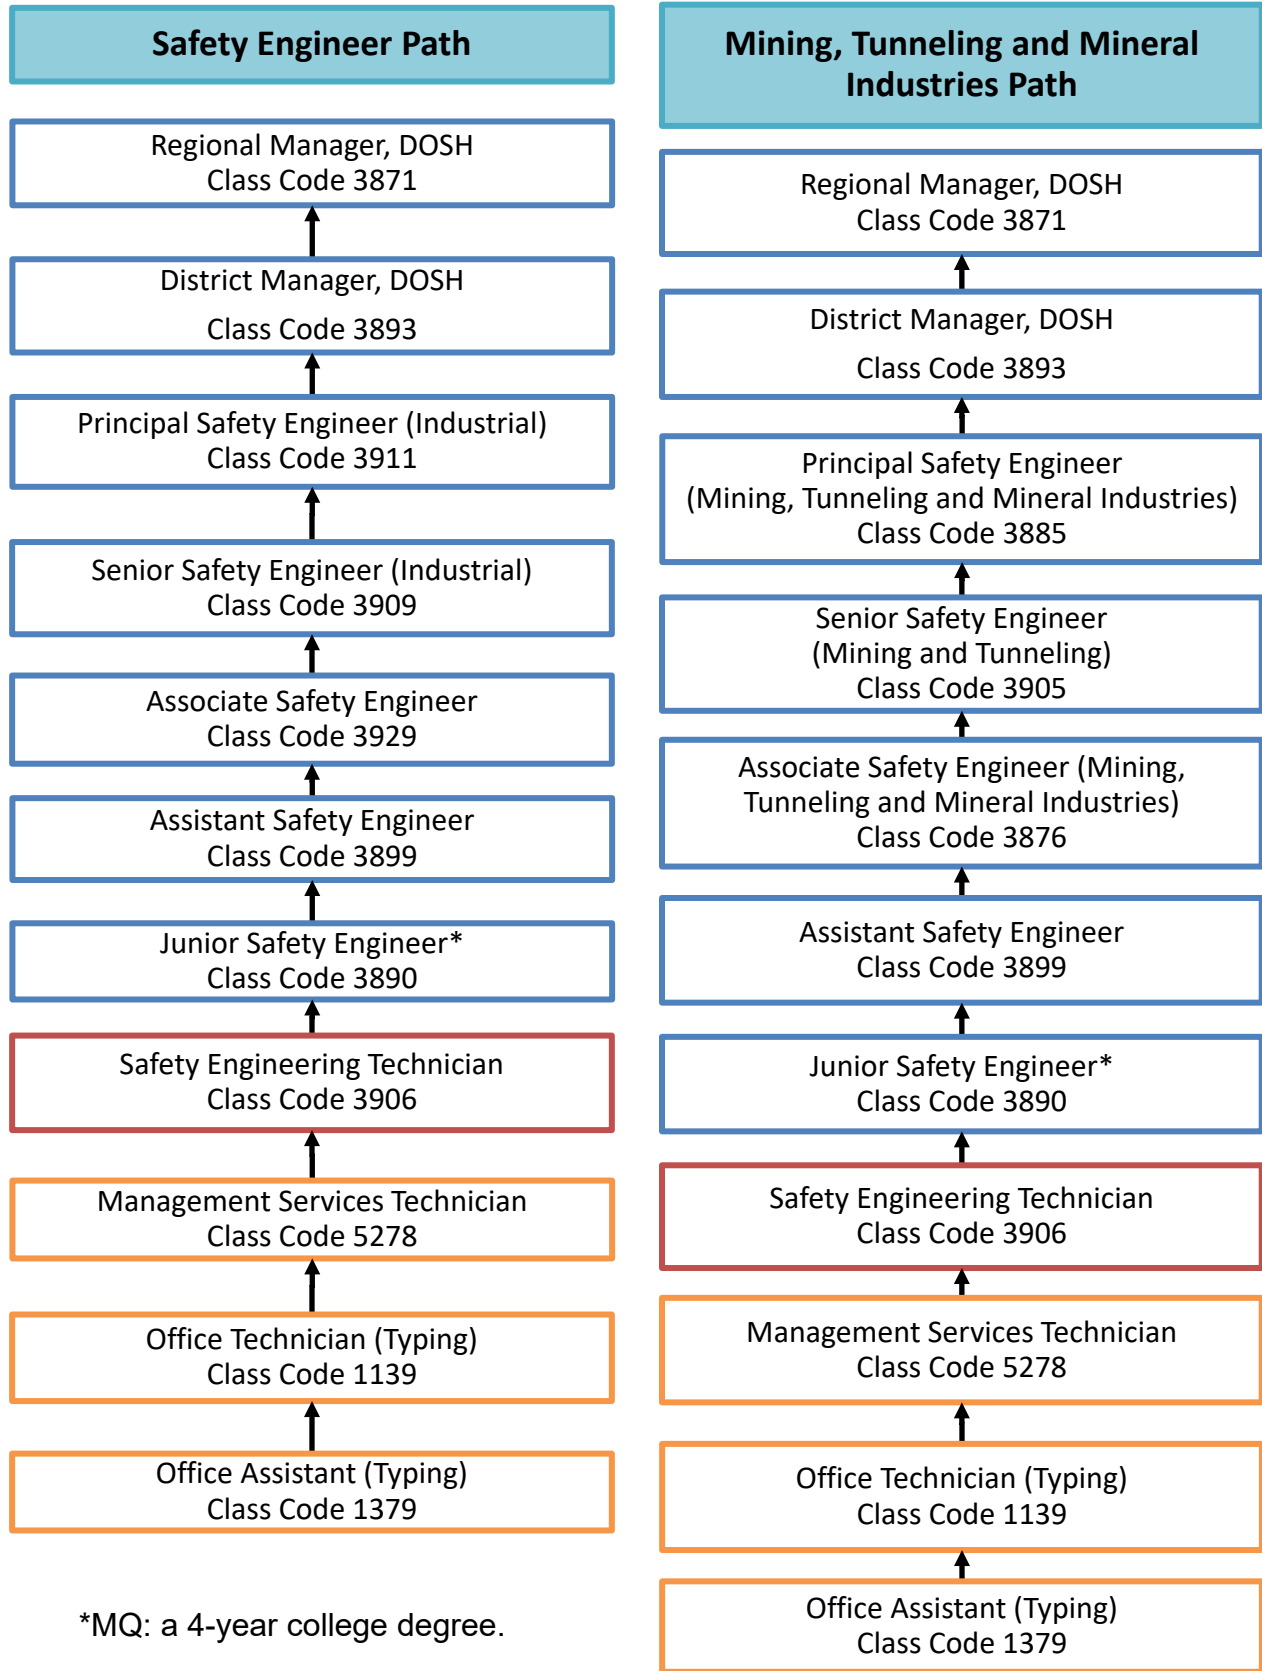 Safety Engineer Path
Regional Manager, DOSH
Class Code 3871
District Manager, DOSH
Class Code 3893
Principal Safety Engineer (Industrial)
Class Code 3911
Senior Safety Engineer (Industrial)
Class Code 3909
Associate Safety Engineer
Class Code 3929
Assistant Safety Engineer
Class Code 3899
Junior Safety Engineer*
Class Code 3890
Safety Engineering Technician
Class Code 3906
Management Services Technician
Class Code 5278
Office Technician (Typing)
Class Code 1139
Office Assistant (Typing)
Class Code 1379
*MQ: a 4-year college degree.
Mining, Tunneling and Mineral
Industries Path
Regional Manager, DOSH
Class Code 3871
District Manager, DOSH
Class Code 3893
Principal Safety Engineer
(Mining, Tunneling and Mineral Industries)
Class Code 3885
Senior Safety Engineer
(Mining and Tunneling)
Class Code 3905
Associate Safety Engineer (Mining,
Tunneling and Mineral Industries)
Class Code 3876
Assistant Safety Engineer
Class Code 3899
Junior Safety Engineer*
Class Code 3890
Safety Engineering Technician
Class Code 3906
Management Services Technician
Class Code 5278
Office Technician (Typing)
Class Code 1139
Office Assistant (Typing)
Class Code 1379